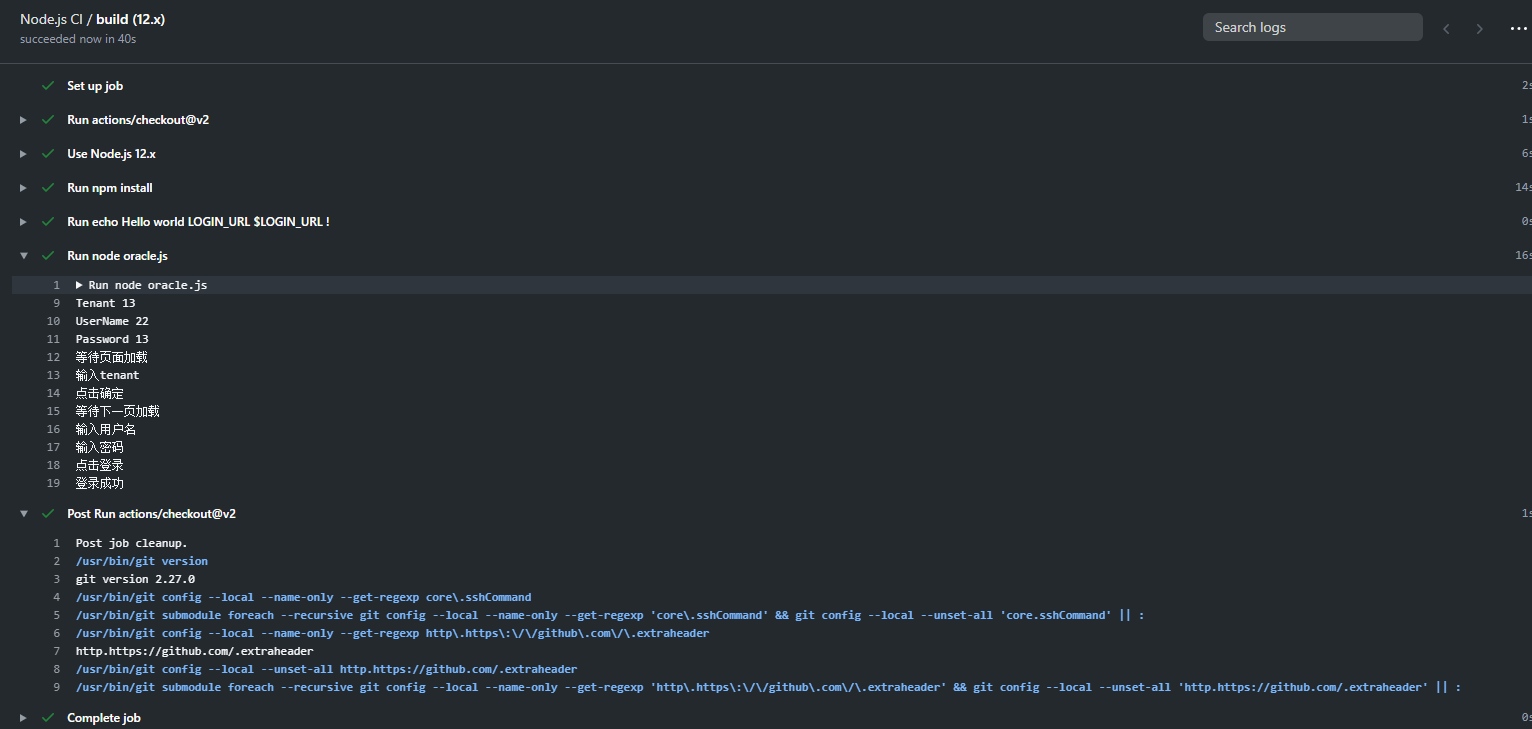 Node.js CI / build (12.x)
succeeded now in 40s
Search logs
Set up job 2s
Run actions/checkout@v2 1s
Use Node.js 12.x 6s
Run npm install 14s
Run echo Hello world LOGIN_URL $LOGIN_URL ! 0s
Run node oracle.js 16s
1 Run node oracle.js
9 Tenant 13
10 UserName 22
11 Password 13
12 等待页面加载
13 输入tenant
14 点击确定
15 等待下一页加载
16 输入用户名
17 输入密码
18 点击登录
19 登录成功
Post Run actions/checkout@v2 1s
1 Post job cleanup.
2 /usr/bin/git version
3 git version 2.27.0
4 /usr/bin/git config --local --name-only --get-regexp core\.sshCommand
5 /usr/bin/git submodule foreach --recursive git config --local --name-only --get-regexp 'core\.sshCommand' && git config --local --unset-all 'core.sshCommand' || :
6 /usr/bin/git config --local --name-only --get-regexp http\.https\:\/\/github\.com\/\.extraheader
7 http.https://github.com/.extraheader
8 /usr/bin/git config --local --unset-all http.https://github.com/.extraheader
9 /usr/bin/git submodule foreach --recursive git config --local --name-only --get-regexp 'http\.https\:\/\/github\.com\/\.extraheader' && git config --local --unset-all 'http.https://github.com/.extraheader' || :
Complete job 0s